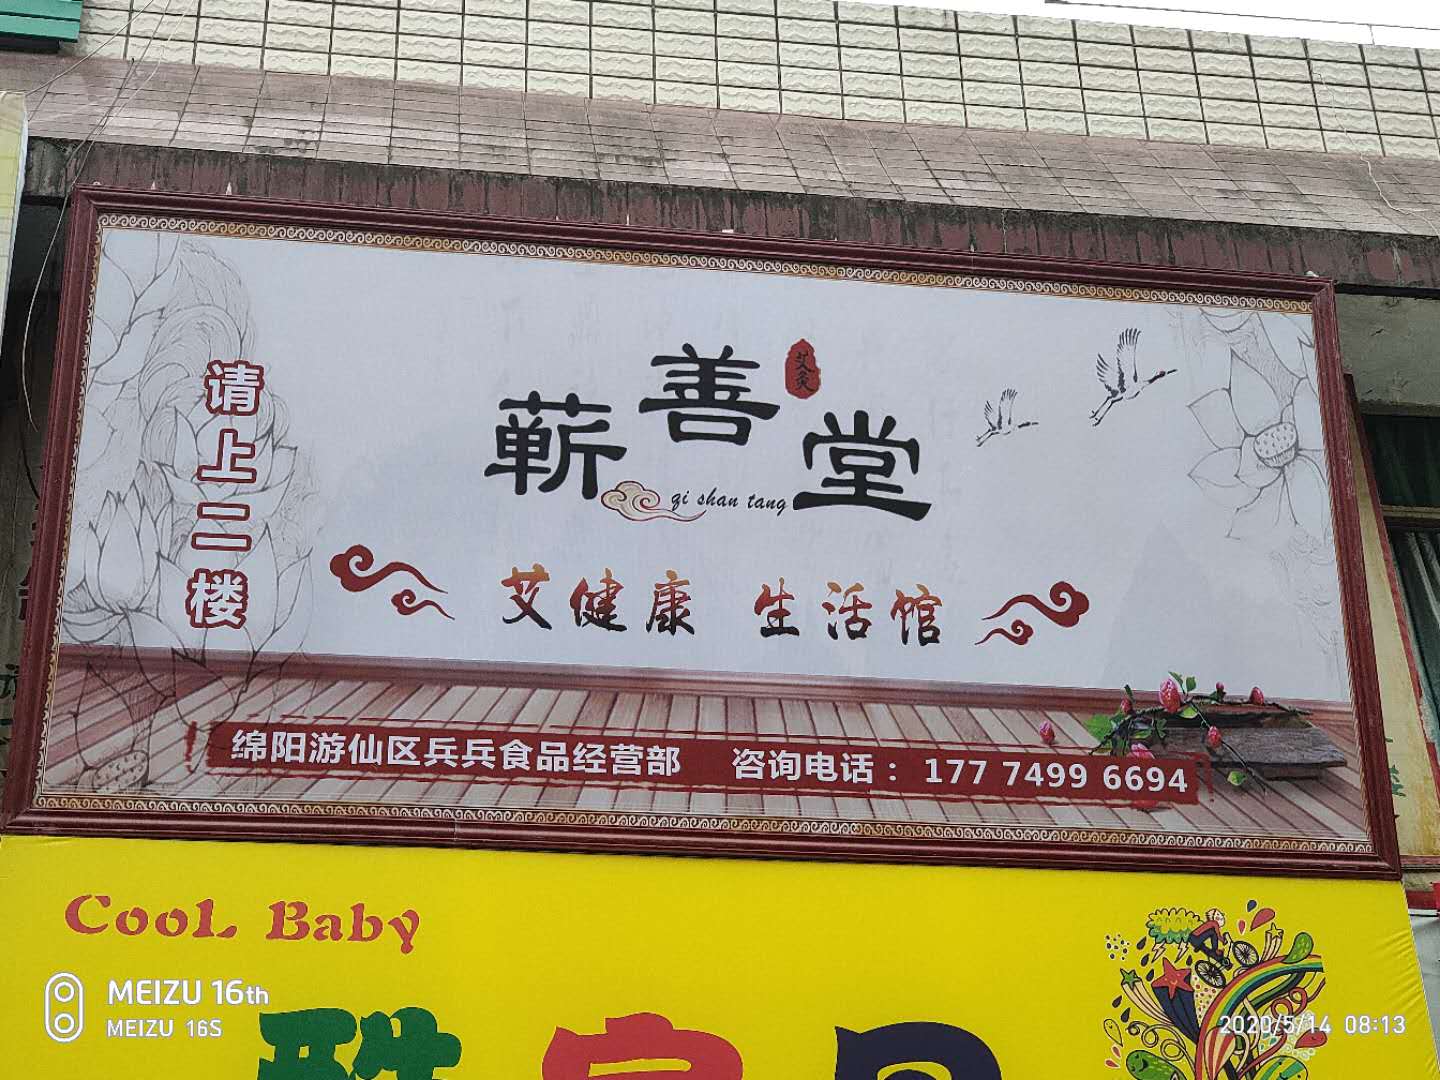 请上二楼
蕲善堂
艾灸
qi shan tang
艾健康 生活馆
绵阳游仙区兵兵食品经营部 咨询电话：177 7499 6694
Cool Baby
MEIZU 16th
MEIZU 16S
2020/5/14 08:13